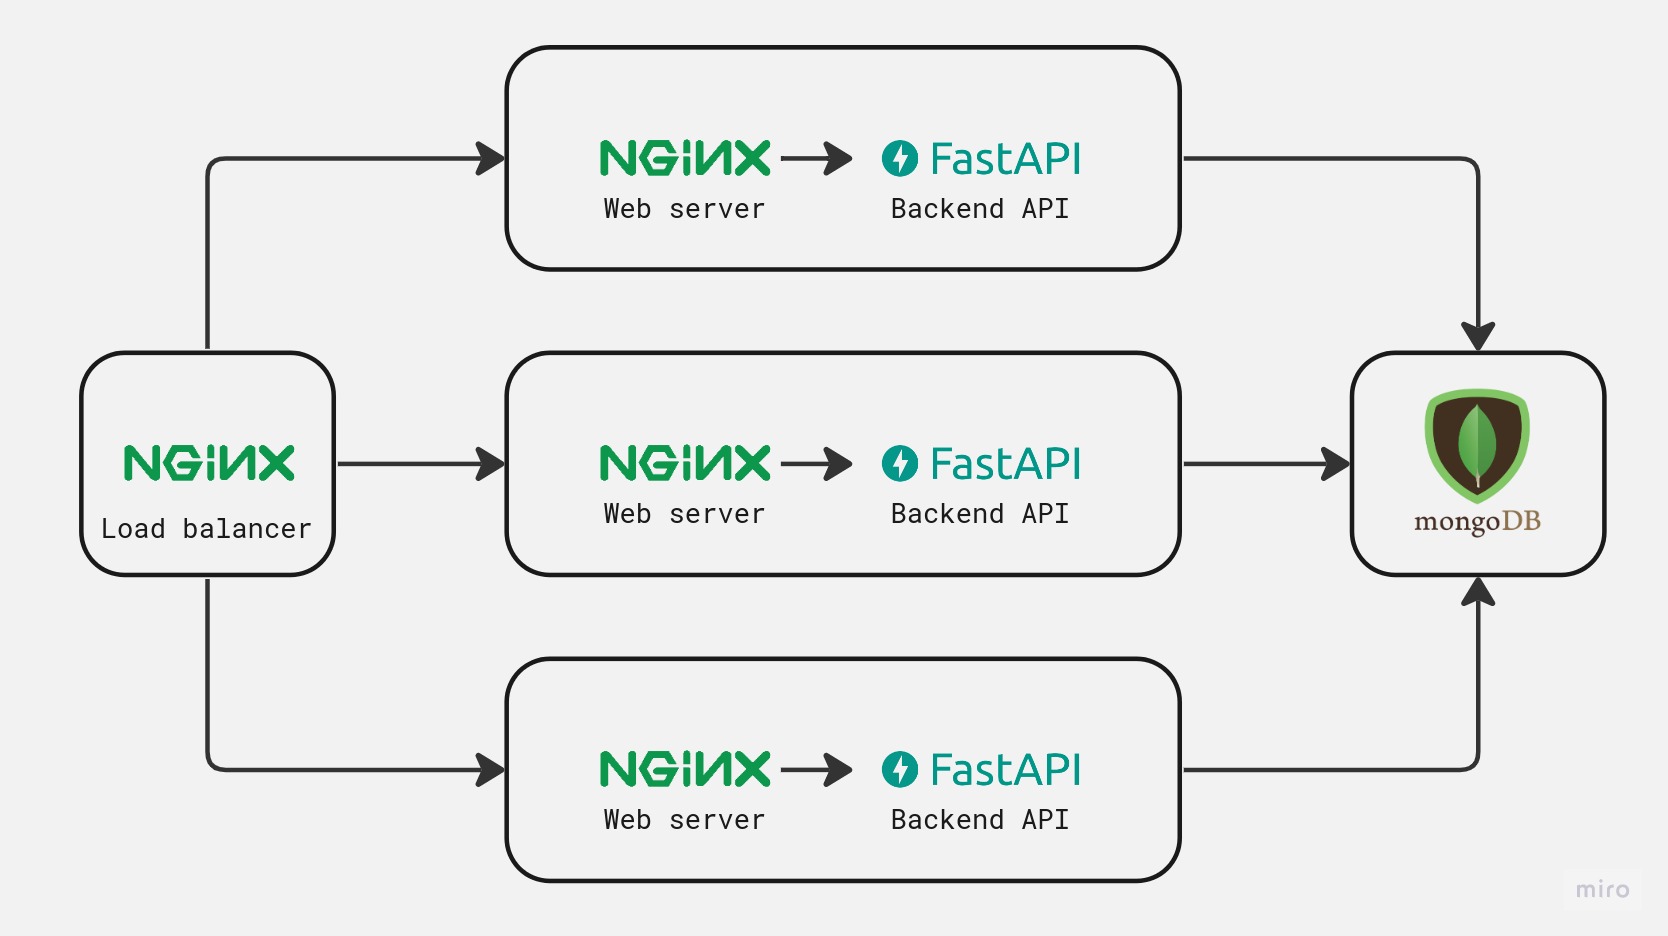 NGINX
FastAPI
Web server
Backend API
NGINX
Load balancer
NGINX
FastAPI
Web server
Backend API
mongoDB
NGINX
FastAPI
Web server
Backend API
miro